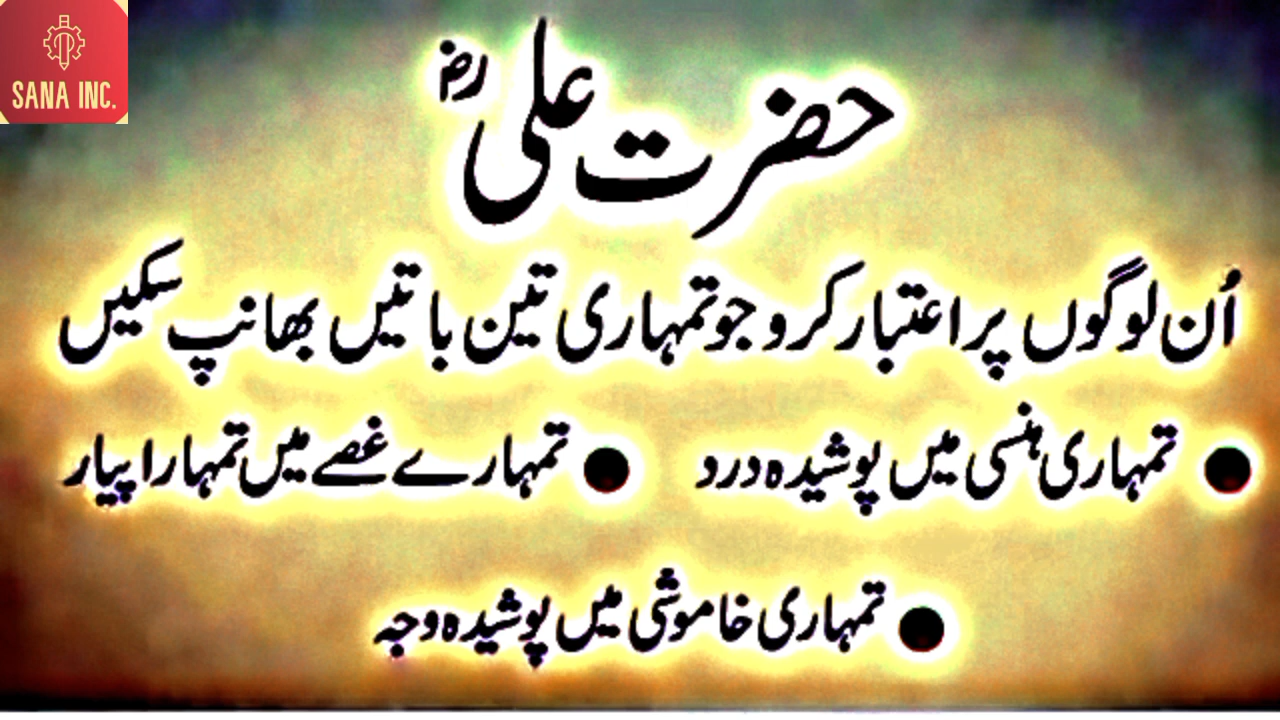 SANA INC.
حضرت علی رض
اُن لوگوں پر اعتبار کرو جو تمہاری تین باتیں بھانپ سکیں
● تمہاری ہنسی میں پوشیدہ درد ● تمہارے غصے میں تمہارا پیار
● تمہاری خاموشی میں پوشیدہ وجہ